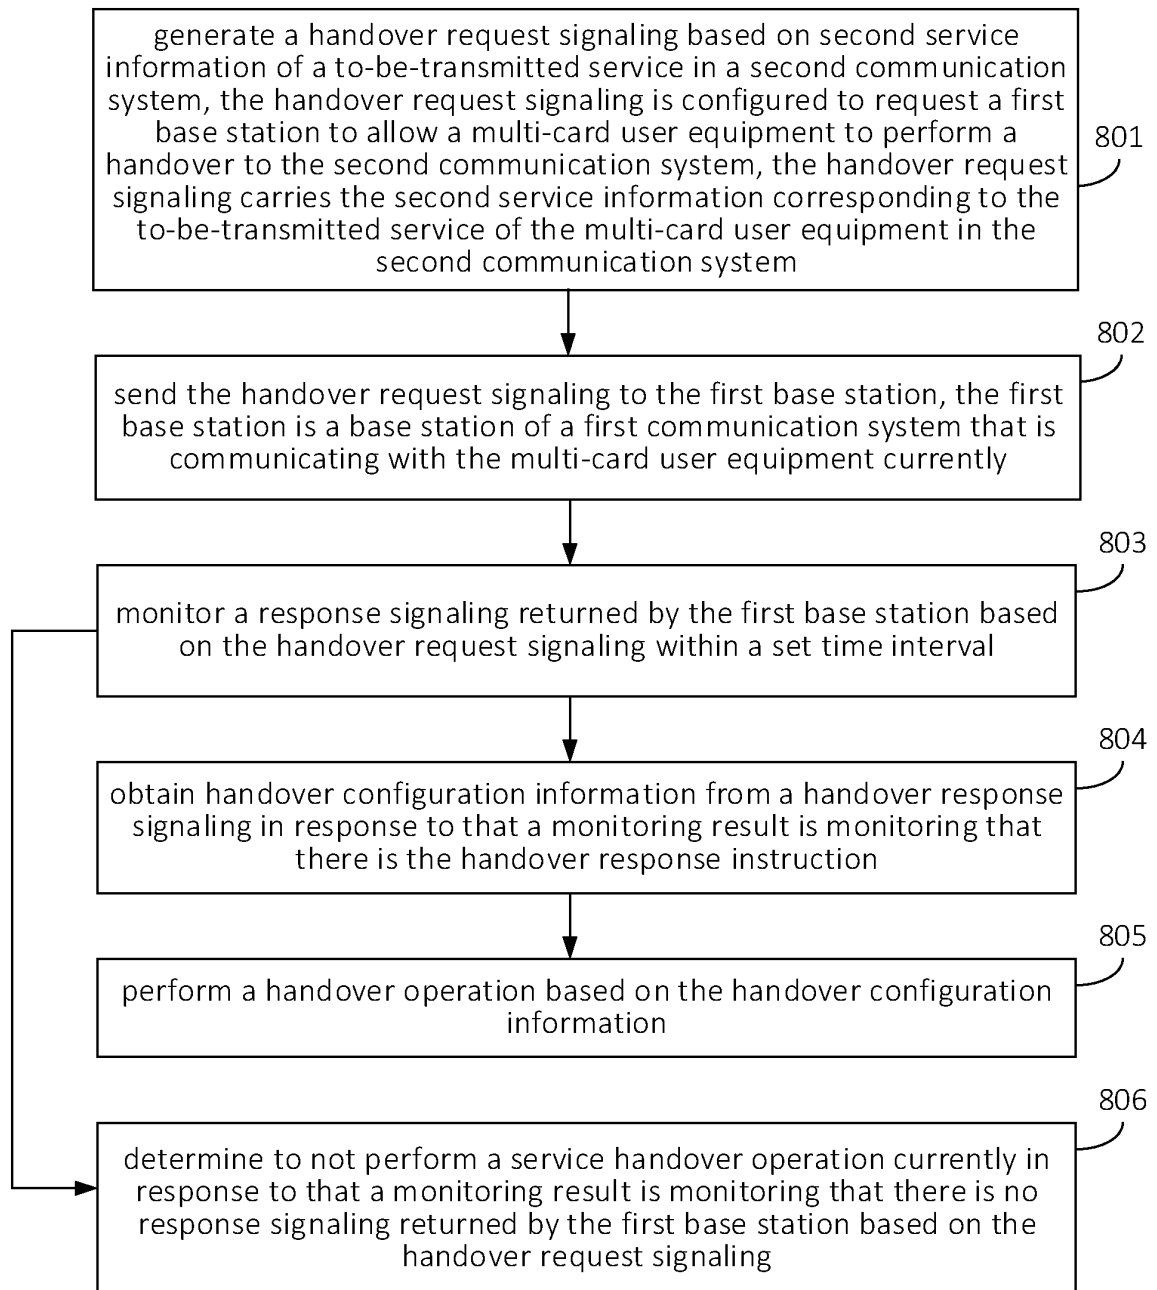 generate a handover request signaling based on second service
information of a to-be-transmitted service in a second communication
system, the handover request signaling is configured to request a first
base station to allow a multi-card user equipment to perform a
handover to the second communication system, the handover request
signaling carries the second service information corresponding to the
to-be-transmitted service of the multi-card user equipment in the
second communication system
801
802
send the handover request signaling to the first base station, the first
base station is a base station of a first communication system that is
communicating with the multi-card user equipment currently
803
monitor a response signaling returned by the first base station based
on the handover request signaling within a set time interval
804
obtain handover configuration information from a handover response
signaling in response to that a monitoring result is monitoring that
there is the handover response instruction
805
perform a handover operation based on the handover configuration
information
806
determine to not perform a service handover operation currently in
response to that a monitoring result is monitoring that there is no
response signaling returned by the first base station based on the
handover request signaling